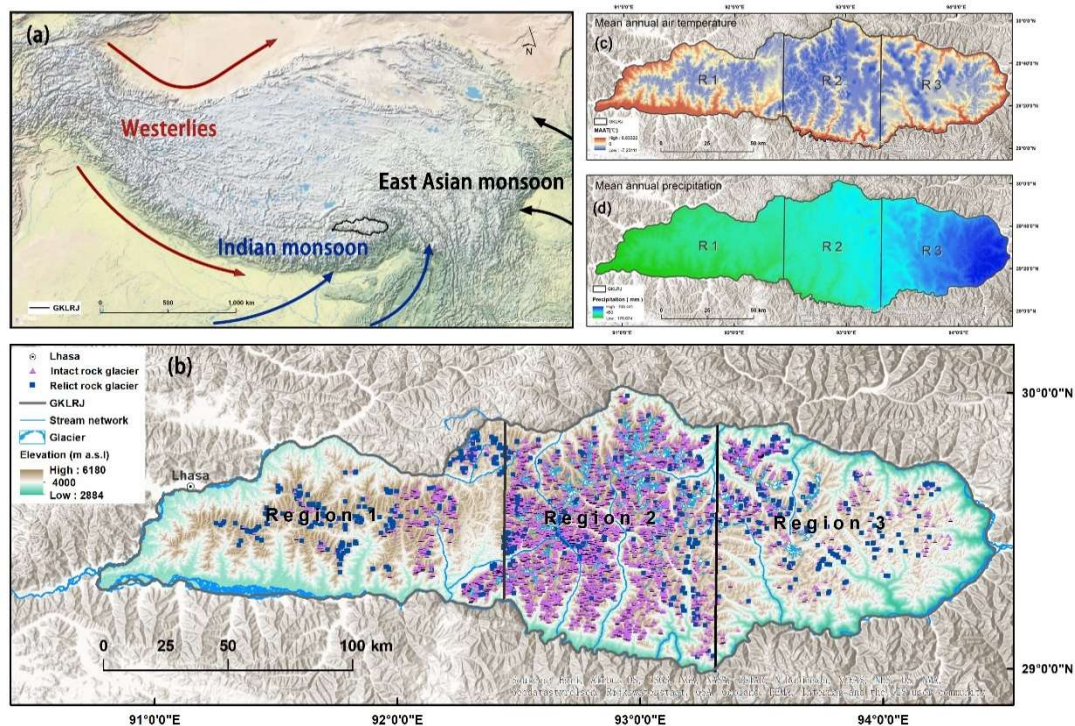 (a)
N
Westerlies
East Asian monsoon
Indian monsoon
GKLRJ
0 500 1,000 km
Mean annual air temperature
(c)
R 1
R 2
R 3
GKLRJ
MAAT(℃)
0
0 25 50 km
Mean annual precipitation
(d)
R 1
R 2
R 3
GKLRJ
Precipitation ( mm )
0 25 50 km
(b)
Lhasa
Intact rock glacier
Relict rock glacier
GKLRJ
Stream network
Glacier
Elevation (m a.s.l)
High : 6180
4000
Low : 2884
Lhasa
Region 1
Region 2
Region 3
0 25 50 100 km
30°0'0"N
29°0'0"N
91°0'0"E 92°0'0"E 93°0'0"E 94°0'0"E